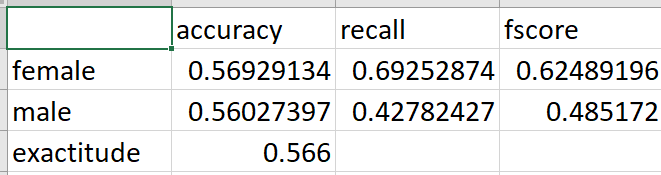 accuracy recall fscore
female 0.56929134 0.69252874 0.62489196
male 0.56027397 0.42782427 0.485172
exactitude 0.566